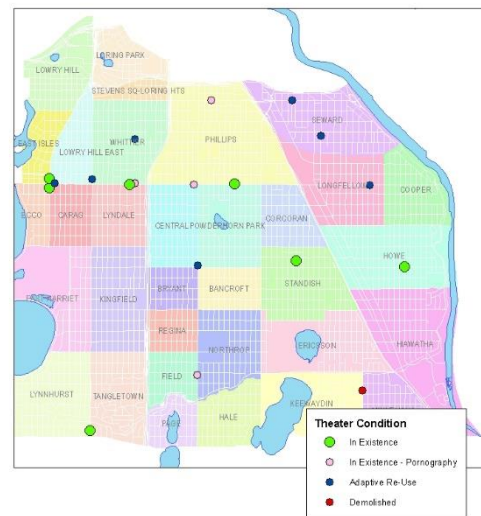 LORING PARK
LOWRY HILL
STEVENS SQ-LORING HTS
SEWARD
WHITTIER
PHILLIPS
EAST ISLES
LOWRY HILL EAST
LONGFELLOW
COOPER
ECCO
CARAG
LYNDALE
CENTRAL
POWDERHORN PARK
CORCORAN
HOWE
STANDISH
KINGFIELD
BRYANT
BANCROFT
REGINA
NORTHROP
ERICSSON
HIAWATHA
FIELD
LYNNHURST
TANGLETOWN
KEEWAYDIN
PAGE
HALE
Theater Condition
In Existence
In Existence - Pornography
Adaptive Re-Use
Demolished